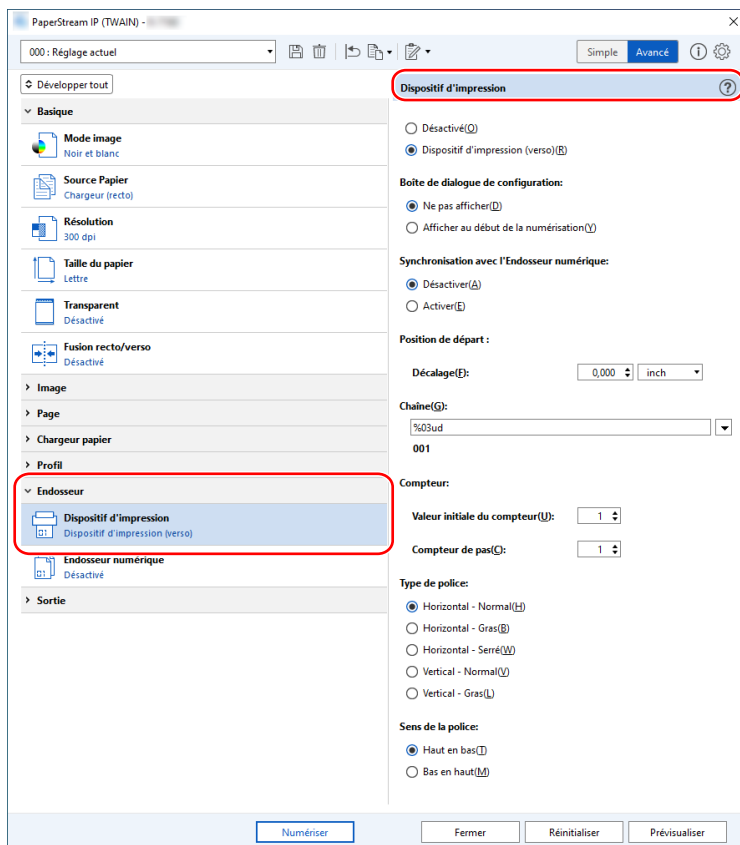 PaperStream IP (TWAIN) -
000 : Réglage actuel
Simple
Avancé
Développer tout
Basique
Mode image
Noir et blanc
Source Papier
Chargeur (recto)
Résolution
300 dpi
Taille du papier
Lettre
Transparent
Désactivé
Fusion recto/verso
Désactivé
Image
Page
Chargeur papier
Profil
Endosseur
Dispositif d'impression
Dispositif d'impression (verso)
Endosseur numérique
Désactivé
Sortie
Dispositif d'impression
Désactivé(O)
Dispositif d'impression (verso)(R)
Boîte de dialogue de configuration:
Ne pas afficher(D)
Afficher au début de la numérisation(Y)
Synchronisation avec l'Endosseur numérique:
Désactiver(A)
Activer(E)
Position de départ :
Décalage(F): 0,000 inch
Chaîne(G):
%03ud
001
Compteur:
Valeur initiale du compteur(U): 1
Compteur de pas(C): 1
Type de police:
Horizontal - Normal(H)
Horizontal - Gras(B)
Horizontal - Serré(W)
Vertical - Normal(V)
Vertical - Gras(L)
Sens de la police:
Haut en bas(T)
Bas en haut(M)
Numériser
Fermer
Réinitialiser
Prévisualiser